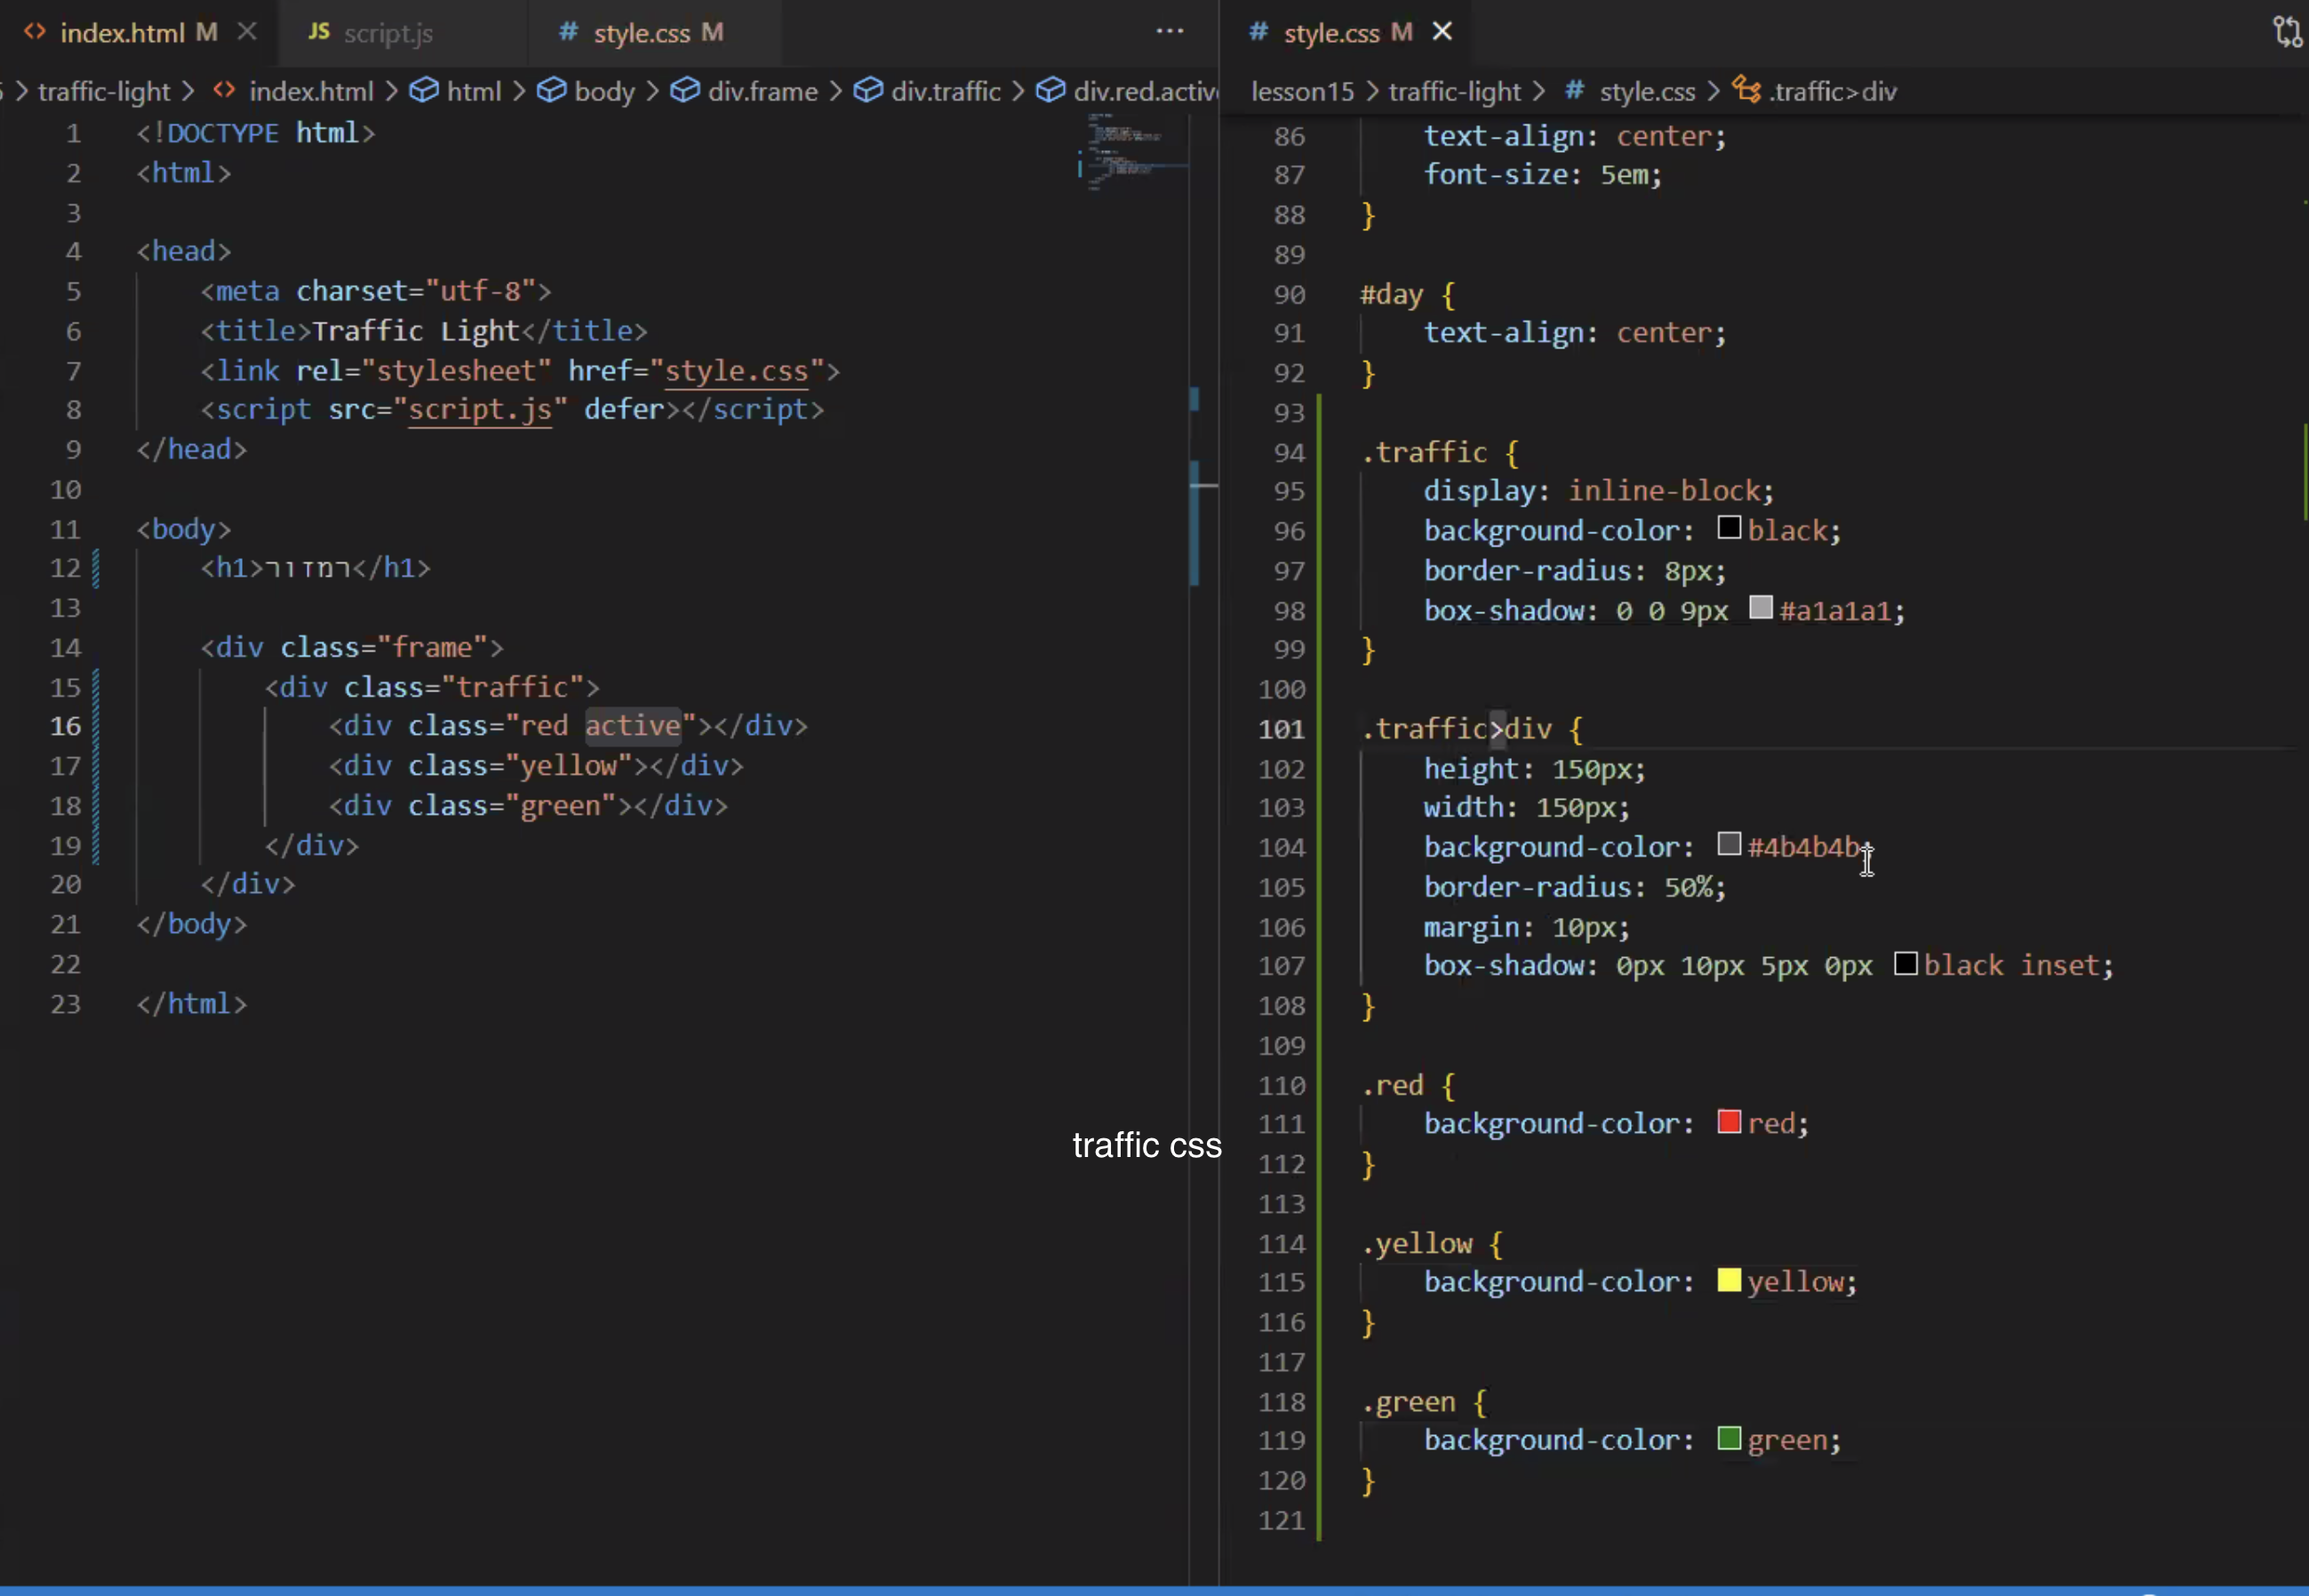 index.html M
script.js
style.css M
style.css M
traffic-light > index.html > html > body > div.frame > div.traffic > div.red.activ
1 <!DOCTYPE html>
2 <html>
3
4 <head>
5 <meta charset="utf-8">
6 <title>Traffic Light</title>
7 <link rel="stylesheet" href="style.css">
8 <script src="script.js" defer></script>
9 </head>
10
11 <body>
12 <h1>רמזור</h1>
13
14 <div class="frame">
15 <div class="traffic">
16 <div class="red active"></div>
17 <div class="yellow"></div>
18 <div class="green"></div>
19 </div>
20 </div>
21 </body>
22
23 </html>
traffic css
lesson15 > traffic-light > style.css > .traffic>div
86 text-align: center;
87 font-size: 5em;
88 }
89
90 #day {
91 text-align: center;
92 }
93
94 .traffic {
95 display: inline-block;
96 background-color: black;
97 border-radius: 8px;
98 box-shadow: 0 0 9px #a1a1a1;
99 }
100
101 .traffic>div {
102 height: 150px;
103 width: 150px;
104 background-color: #4b4b4b;
105 border-radius: 50%;
106 margin: 10px;
107 box-shadow: 0px 10px 5px 0px black inset;
108 }
109
110 .red {
111 background-color: red;
112 }
113
114 .yellow {
115 background-color: yellow;
116 }
117
118 .green {
119 background-color: green;
120 }
121